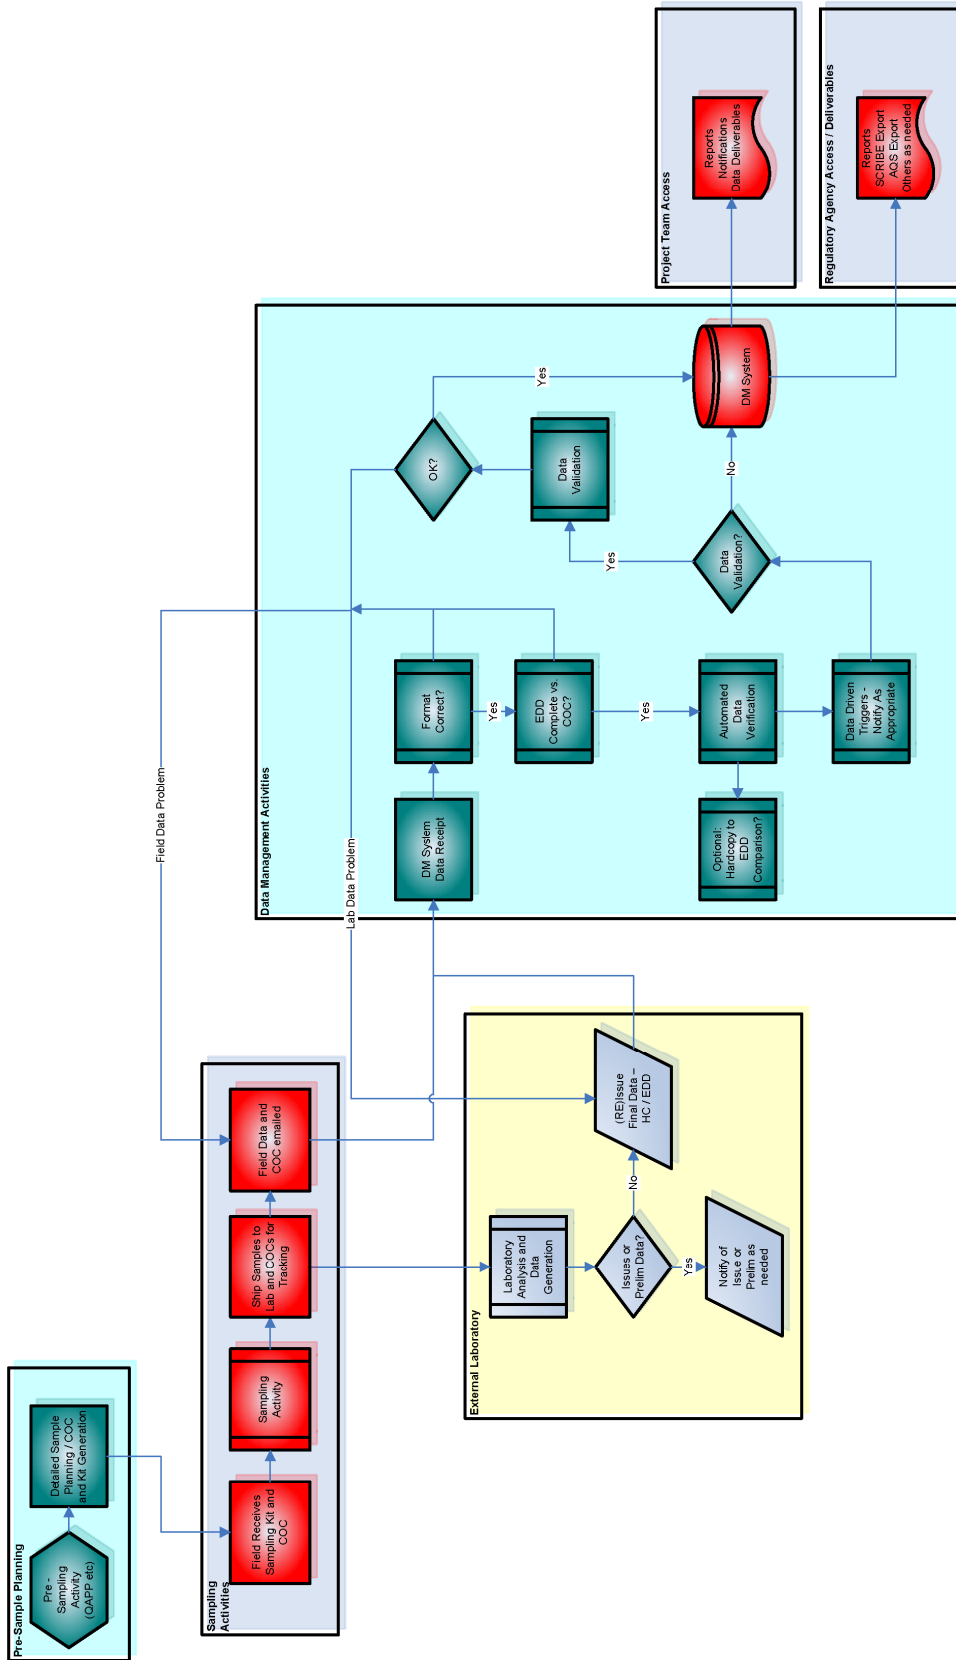 Pre-Sample Planning
Pre -
Sampling
Activity
(QAPP etc)
Detailed Sample
Planning / COC
and Kit Generation
Sampling
Activities
Field Receives
Sampling Kit and
COC
Sampling
Activity
Ship Samples to
Lab and COCs for
Tracking
Field Data and
COC emailed
Field Data Problem
Lab Data Problem
External Laboratory
Laboratory
Analysis and
Data
Generation
Issues or
Prelim Data?
Yes
No
Notify of
Issue or
Prelim as
needed
(RE)Issue
Final Data –
HC / EDD
Data Management Activities
DM System
Data Receipt
Format
Correct?
Yes
EDD
Complete vs.
COC?
Yes
Automated
Data
Verification
Optional:
Hardcopy to
EDD
Comparison?
Data Driven
Triggers -
Notify As
Appropriate
Data
Validation?
Yes
No
Data
Validation
OK?
Yes
DM System
Project Team Access
Reports
Notifications
Data Deliverables
Regulatory Agency Access / Deliverables
Reports
SCRIBE Export
AQS Export
Others as needed